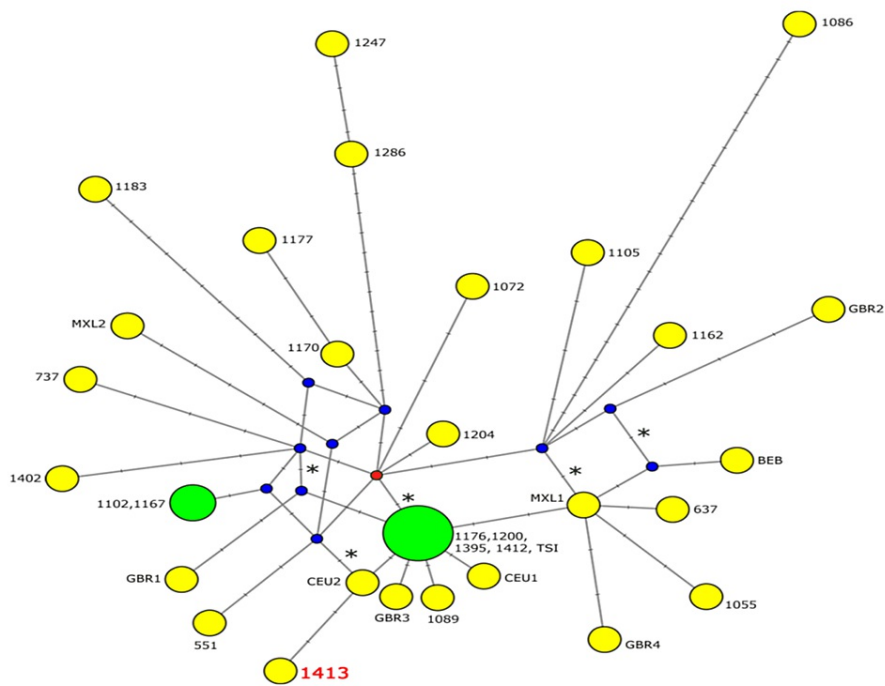 1086
1247
1286
1183
1177
1105
1072
GBR2
MXL2
1162
1170
737
1204
*
BEB
*
*
1402
MXL1
*
1102,1167
637
1176,1200,
1395, 1412, TSI
*
GBR1
CEU2
CEU1
1055
GBR3
1089
551
GBR4
1413